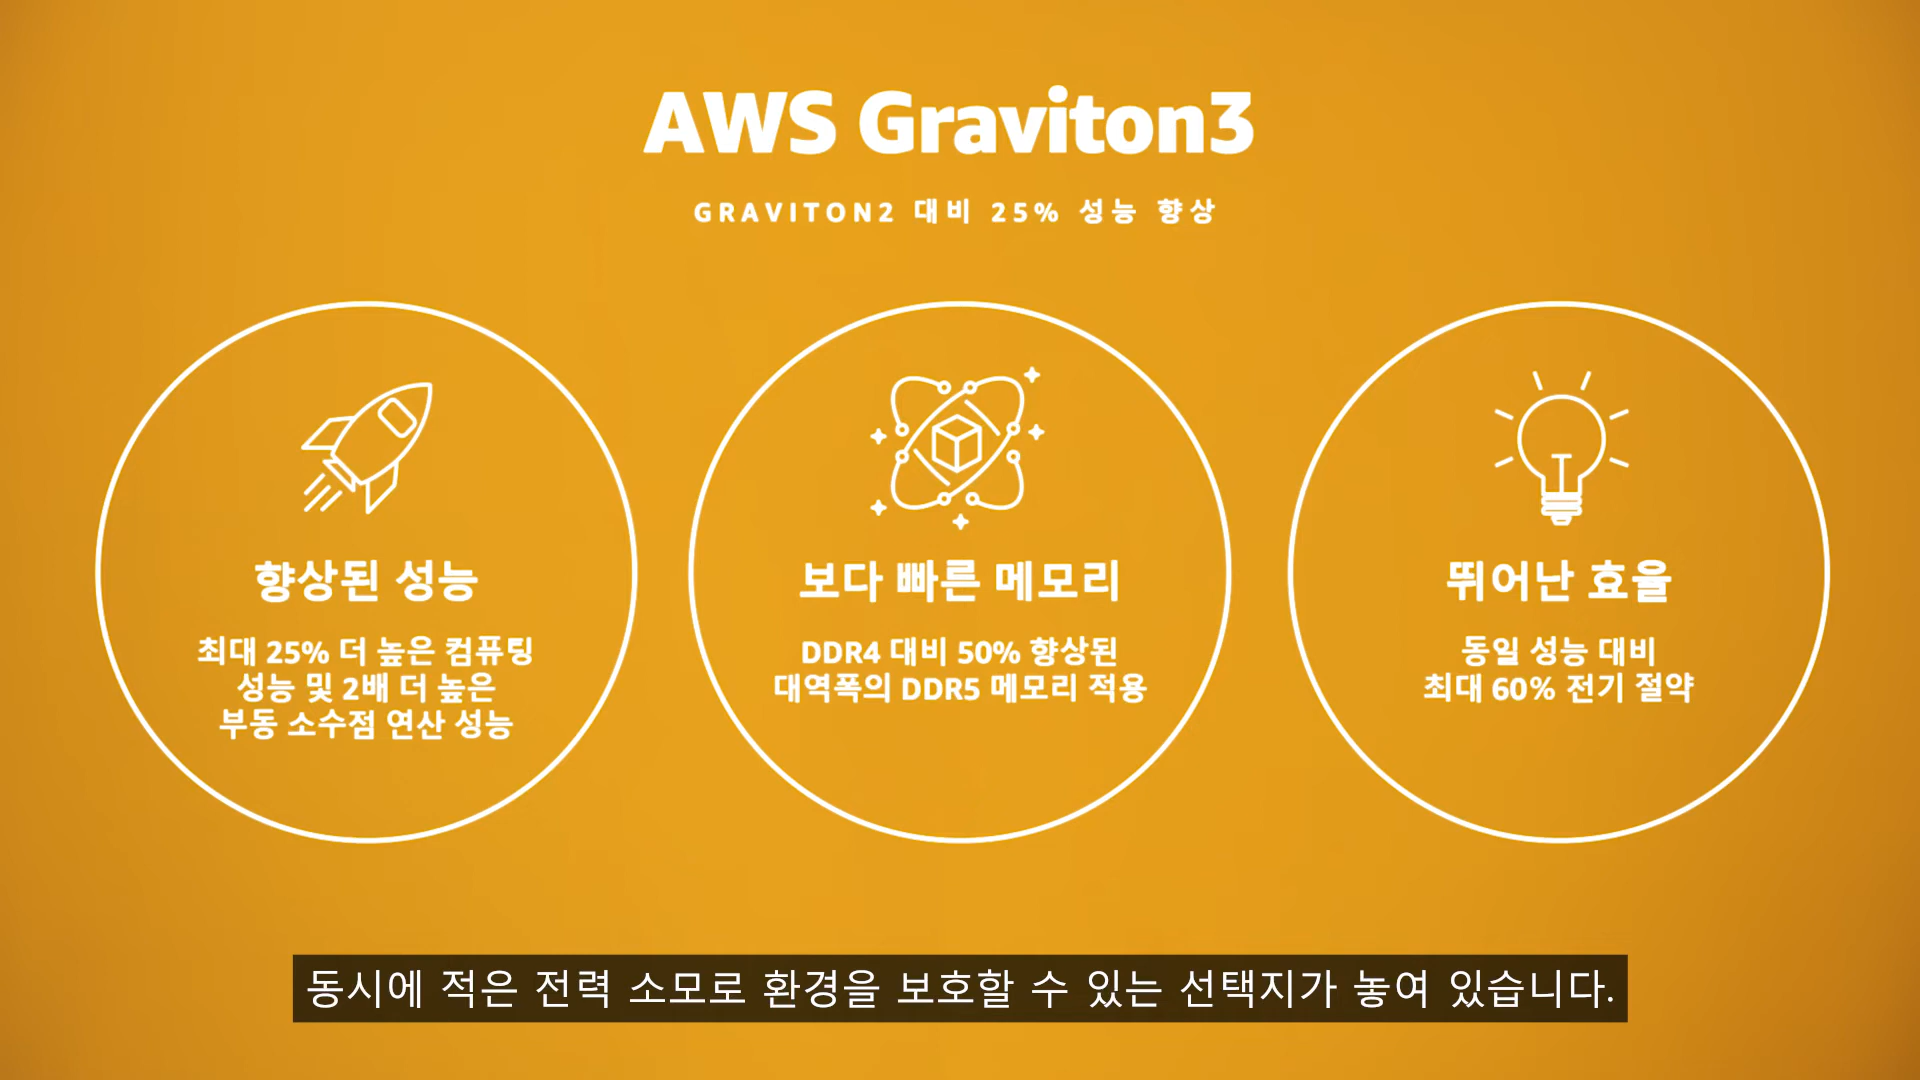 AWS Graviton3
GRAVITON2 대비 25% 성능 향상
향상된 성능
최대 25% 더 높은 컴퓨팅
성능 및 2배 더 높은
부동 소수점 연산 성능
보다 빠른 메모리
DDR4 대비 50% 향상된
대역폭의 DDR5 메모리 적용
뛰어난 효율
동일 성능 대비
최대 60% 전기 절약
동시에 적은 전력 소모로 환경을 보호할 수 있는 선택지가 놓여 있습니다.